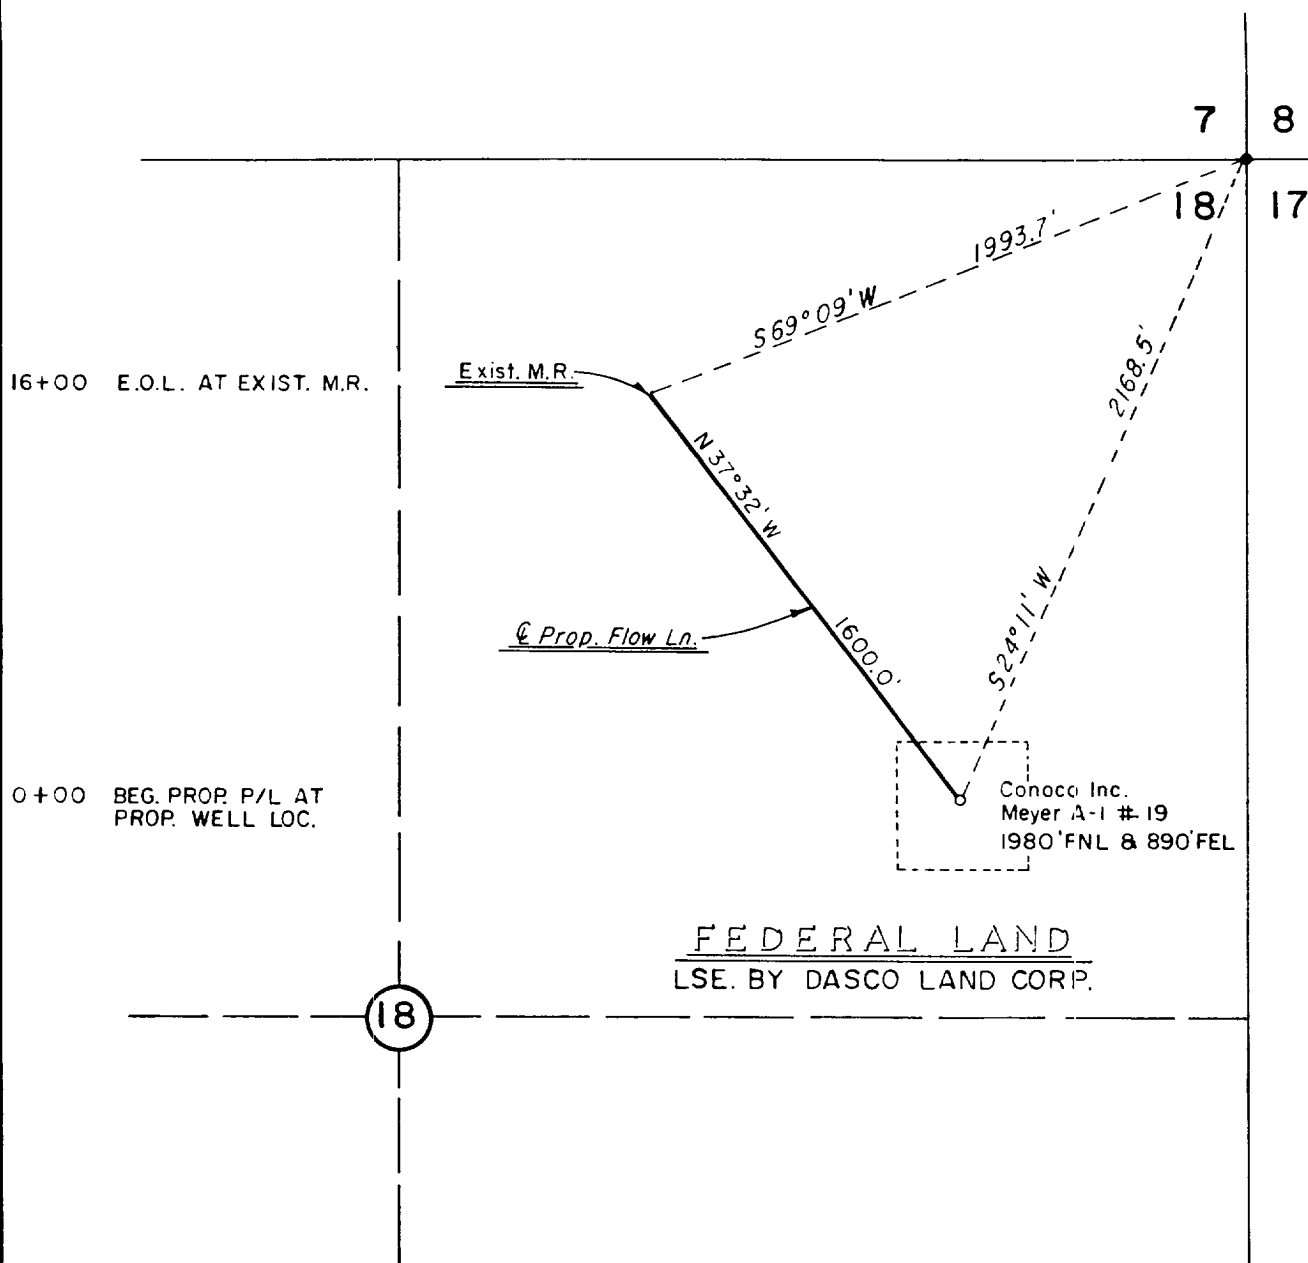 7 8
18 17
1993.7'
S69°09'W
16+00 E.O.L. AT EXIST. M.R.
Exist. M.R.
2168.5'
N37°32'W
S24°11'W
℄ Prop. Flow Ln.
1600.0'
0+00 BEG. PROP. P/L AT
PROP. WELL LOC.
Conoco Inc.
Meyer A-1 # 19
1980'FNL & 890'FEL
FEDERAL LAND
LSE. BY DASCO LAND CORP.
18